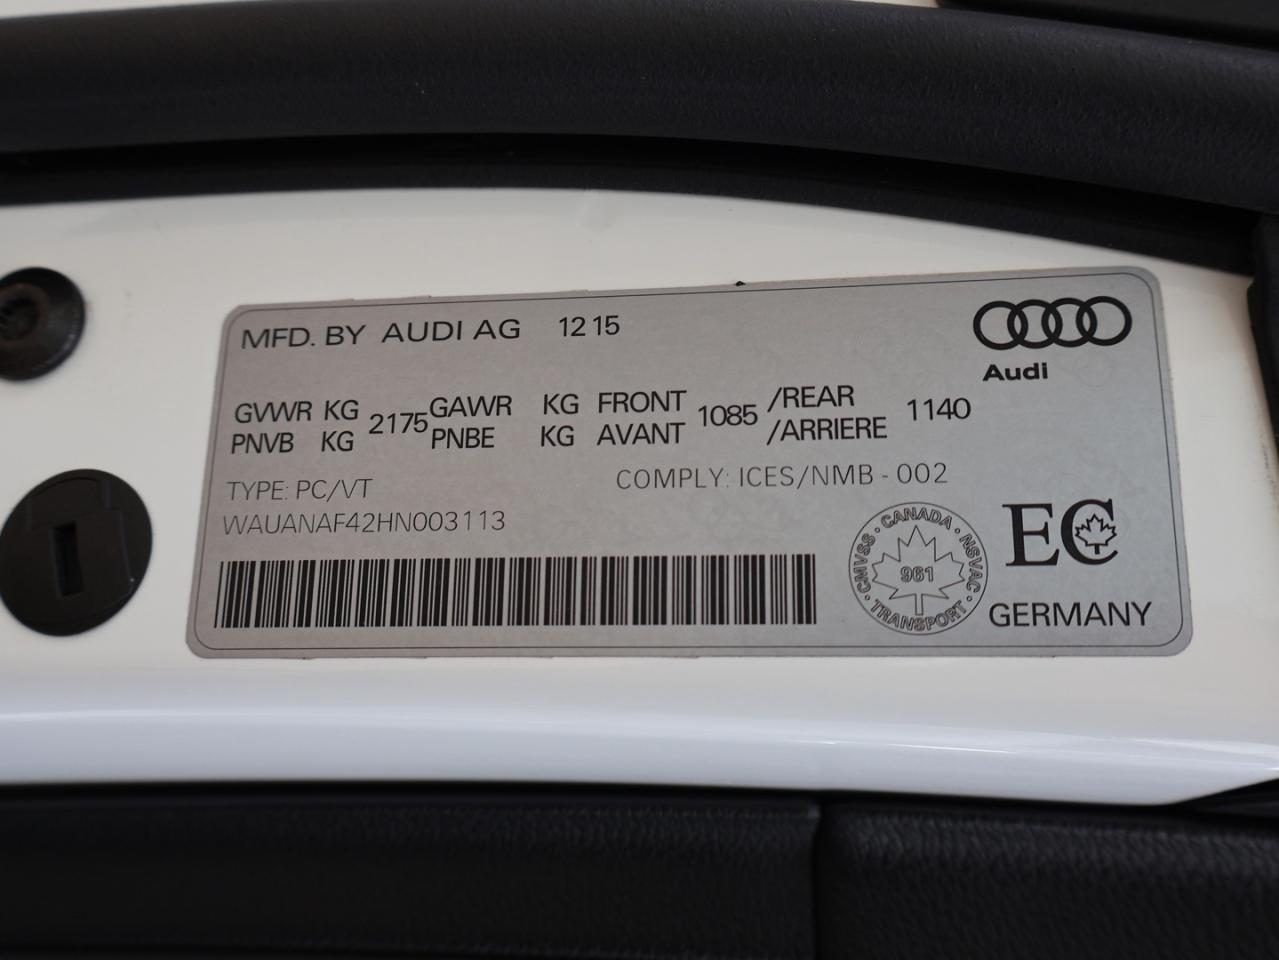 MFD. BY AUDI AG 12 15
Audi
GVWR KG 2175 GAWR KG FRONT 1085 /REAR 1140
PNVB KG PNBE KG AVANT /ARRIERE
TYPE: PC/VT COMPLY: ICES/NMB - 002
WAUANAF42HN003113
CANADA
CMVSS · NSVAC
961
TRANSPORT
EC
GERMANY